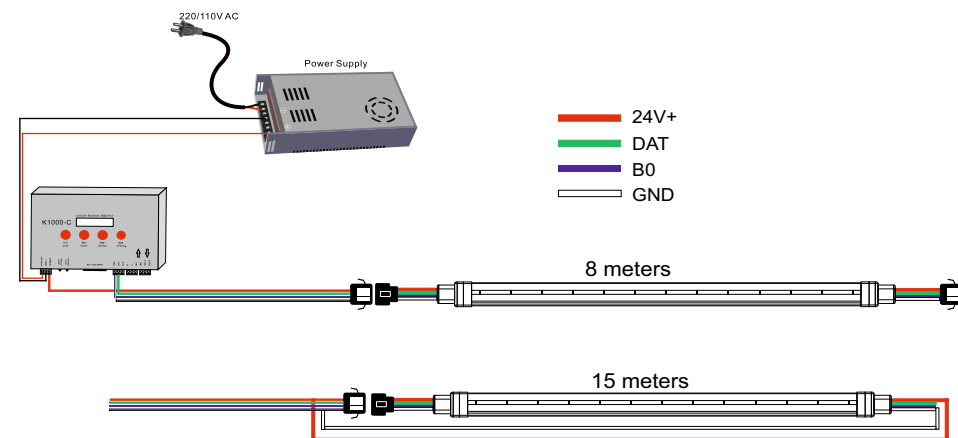 220/110V AC
Power Supply
24V+
DAT
B0
GND
K1000-C
8 meters
15 meters